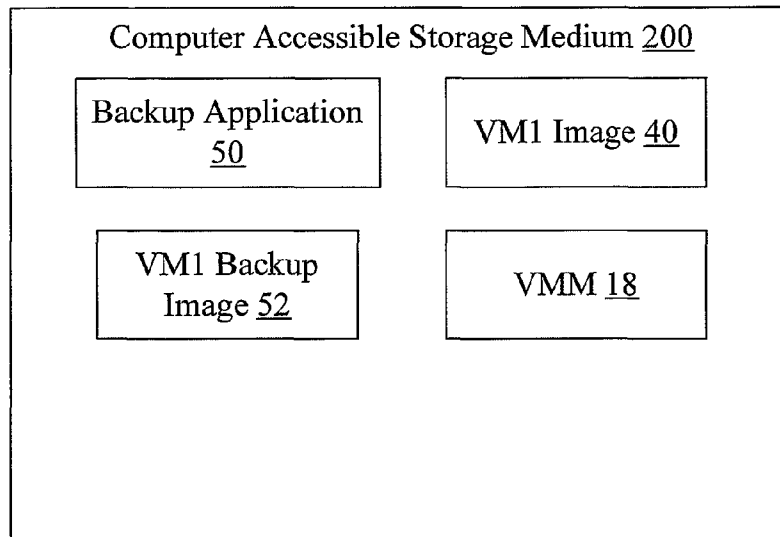 Computer Accessible Storage Medium 200
Backup Application
50
VM1 Image 40
VM1 Backup
Image 52
VMM 18